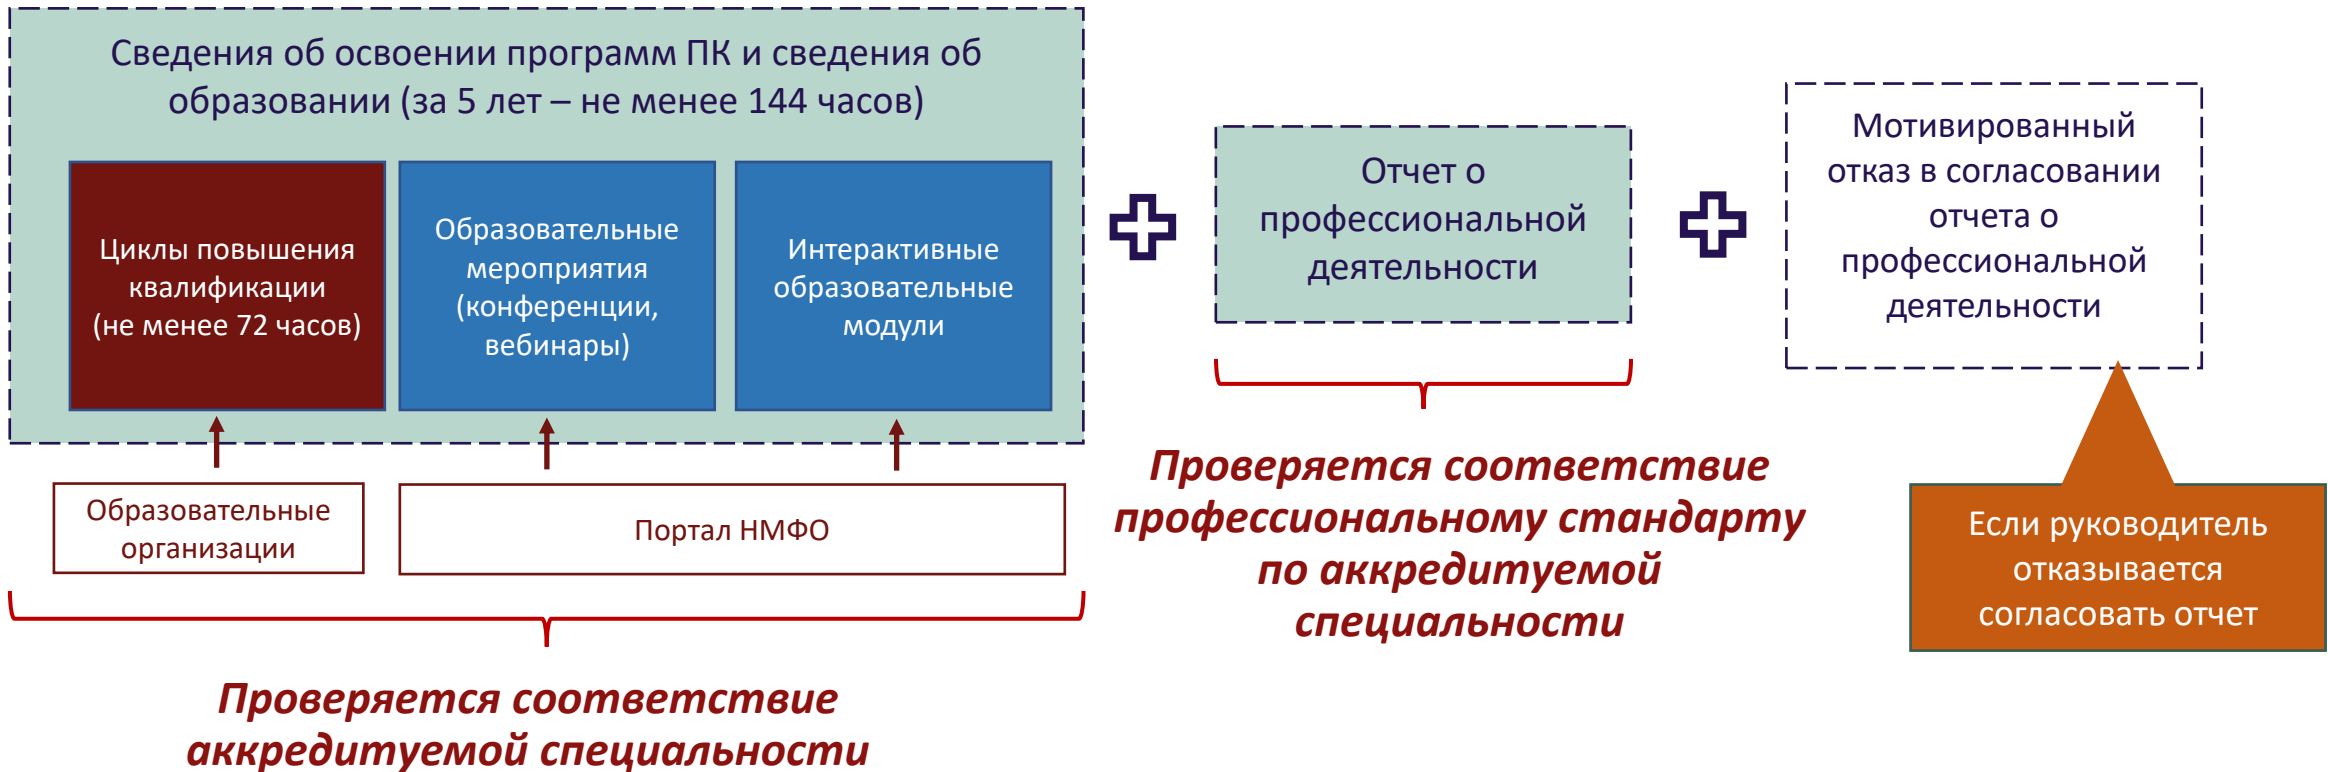 Сведения об освоении программ ПК и сведения об
образовании (за 5 лет – не менее 144 часов)
Циклы повышения
квалификации
(не менее 72 часов)
Образовательные
мероприятия
(конференции,
вебинары)
Интерактивные
образовательные
модули
Образовательные
организации
Портал НМФО
Проверяется соответствие
аккредитуемой специальности
Отчет о
профессиональной
деятельности
Проверяется соответствие
профессиональному стандарту
по аккредитуемой
специальности
Мотивированный
отказ в согласовании
отчета о
профессиональной
деятельности
Если руководитель
отказывается
согласовать отчет